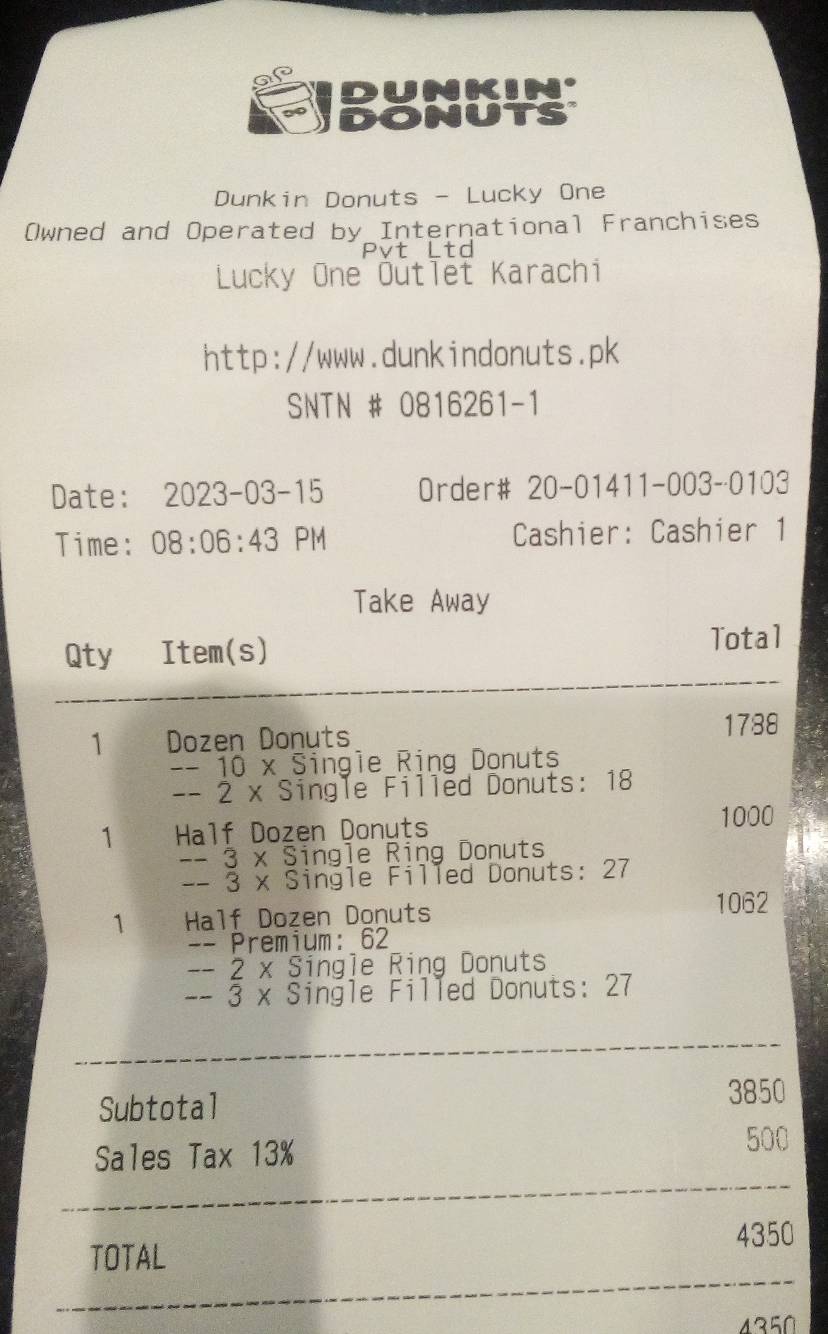 DUNKIN'
DONUTS
Dunkin Donuts - Lucky One
Owned and Operated by International Franchises
Pvt Ltd
Lucky One Outlet Karachi
http://www.dunkindonuts.pk
SNTN # 0816261-1
Date: 2023-03-15 Order# 20-01411-003-0103
Time: 08:06:43 PM Cashier: Cashier 1
Take Away
Qty Item(s) Total
1 Dozen Donuts 1788
-- 10 x Single Ring Donuts
-- 2 x Single Filled Donuts: 18
1 Half Dozen Donuts 1000
-- 3 x Single Ring Donuts
-- 3 x Single Filled Donuts: 27
1 Half Dozen Donuts 1062
-- Premium: 62
-- 2 x Single Ring Donuts
-- 3 x Single Filled Donuts: 27
Subtotal 3850
Sales Tax 13% 500
TOTAL 4350
4350